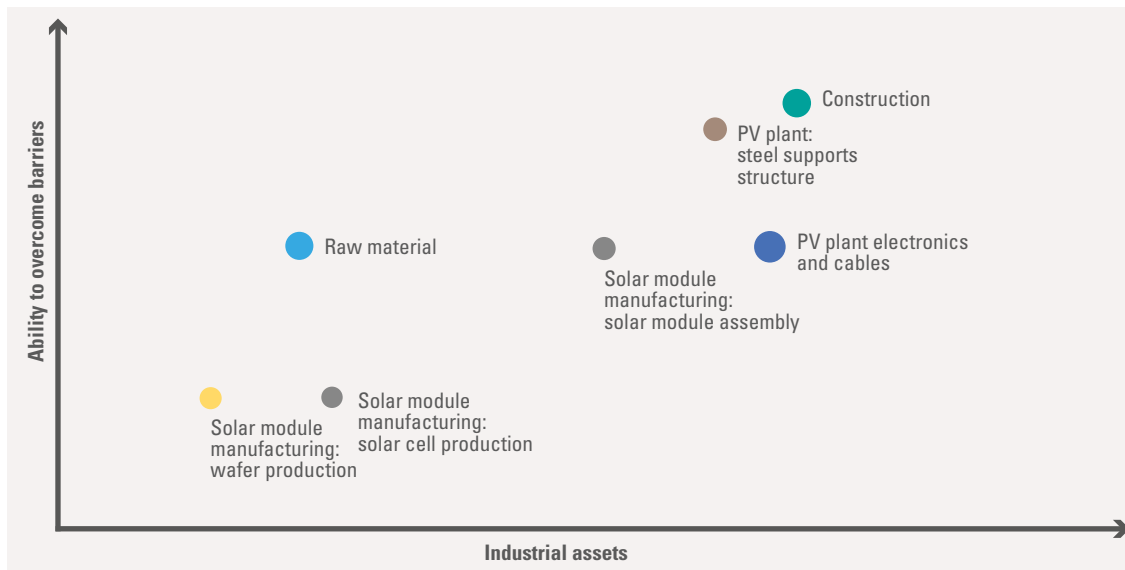 Ability to overcome barriers
Construction
PV plant:
steel supports
structure
Raw material
PV plant electronics
and cables
Solar module
manufacturing:
solar module assembly
Solar module
manufacturing:
solar cell production
Solar module
manufacturing:
wafer production
Industrial assets